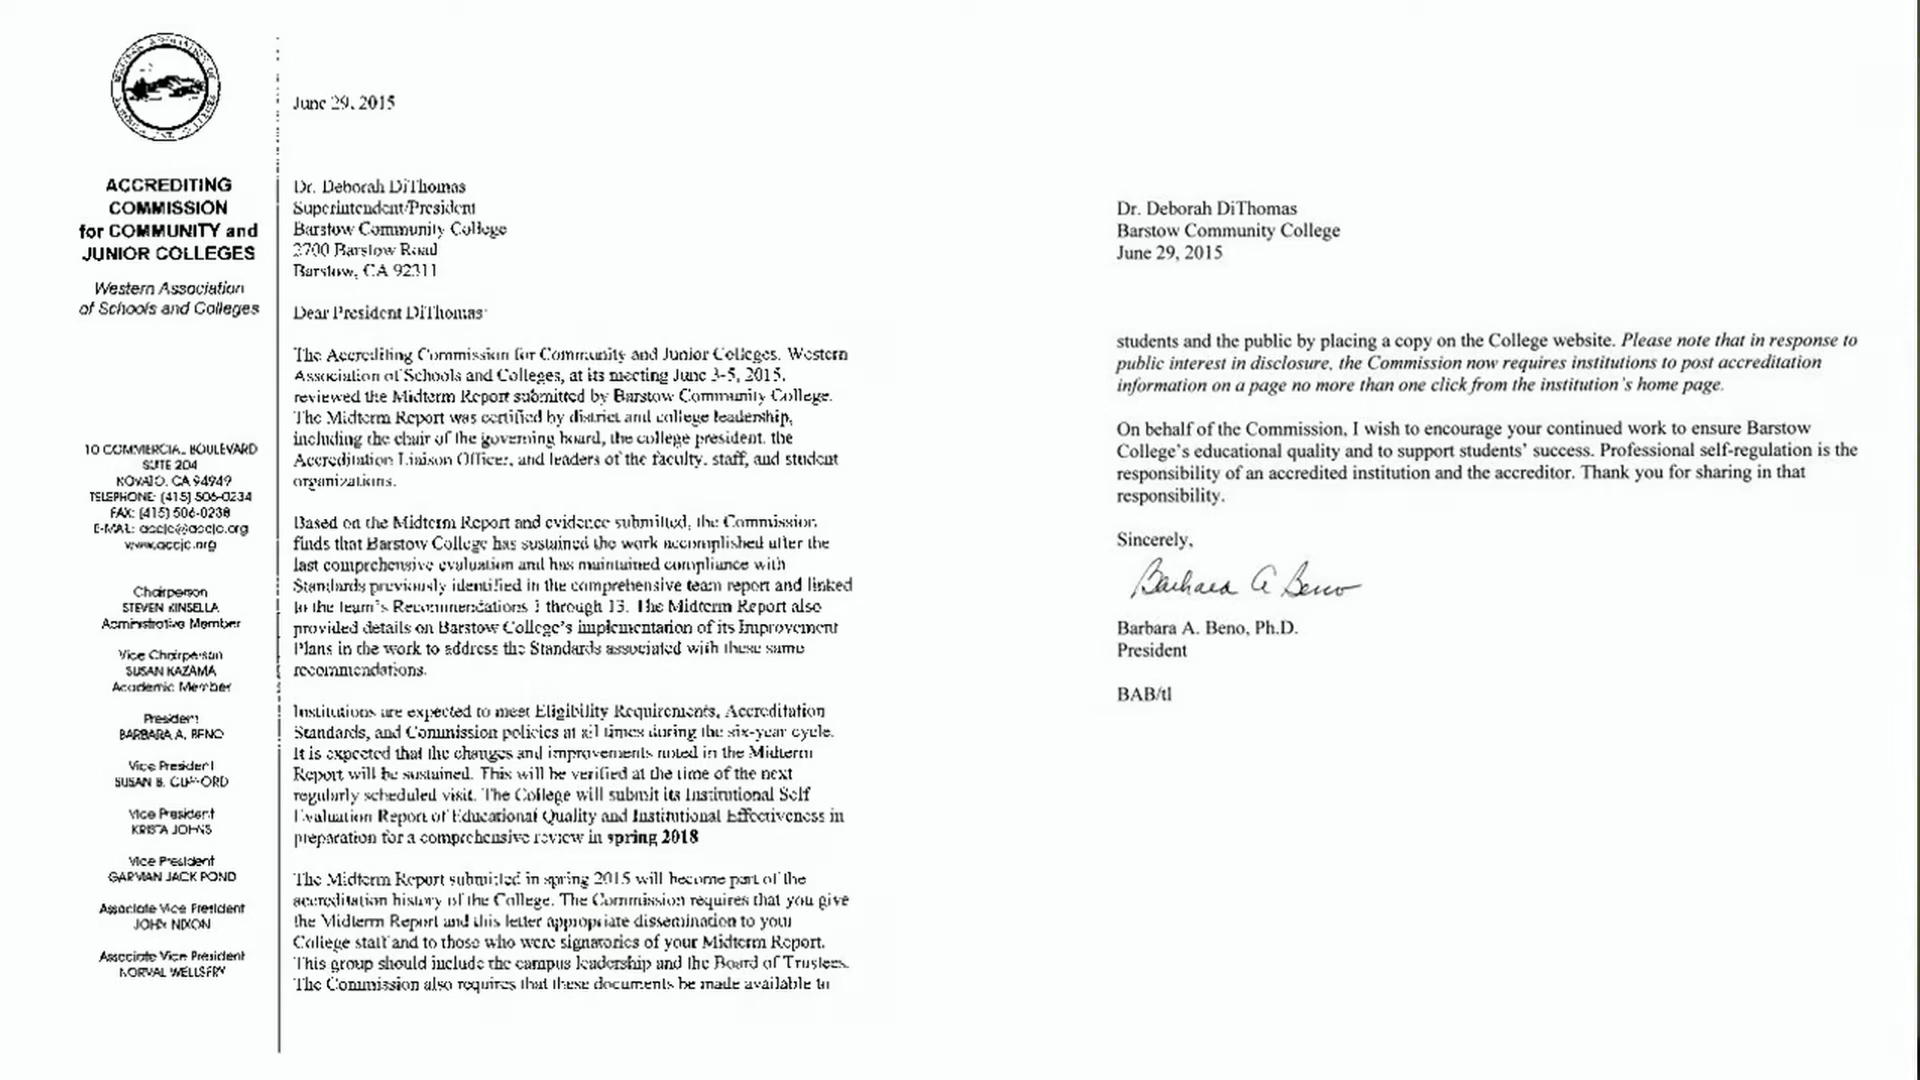 ACCREDITING
COMMISSION
for COMMUNITY and
JUNIOR COLLEGES
Western Association
of Schools and Colleges
10 COMMERCIAL BOULEVARD
SUITE 204
NOVATO, CA 94949
TELEPHONE: (415) 506-0234
FAX: (415) 506-0238
E-MAIL: accjc@accjc.org
www.accjc.org
Chairperson
STEVEN KINSELLA
Administrative Member
Vice Chairperson
SUSAN KAZAMA
Academic Member
President
BARBARA A. BENO
Vice President
SUSAN B. CLIFFORD
Vice President
KRISTA JOHNS
Vice President
GARMAN JACK POND
Associate Vice President
JOHN NIXON
Associate Vice President
NORVAL WELLSFRY
June 29, 2015
Dr. Deborah DiThomas
Superintendent/President
Barstow Community College
2700 Barstow Road
Barstow, CA 92311
Dear President DiThomas:
The Accrediting Commission for Community and Junior Colleges, Western
Association of Schools and Colleges, at its meeting June 3-5, 2015,
reviewed the Midterm Report submitted by Barstow Community College.
The Midterm Report was certified by district and college leadership,
including the chair of the governing board, the college president, the
Accreditation Liaison Officer, and leaders of the faculty, staff, and student
organizations.
Based on the Midterm Report and evidence submitted, the Commission
finds that Barstow College has sustained the work accomplished after the
last comprehensive evaluation and has maintained compliance with
Standards previously identified in the comprehensive team report and linked
to the team's Recommendations 1 through 13. The Midterm Report also
provided details on Barstow College's implementation of its Improvement
Plans in the work to address the Standards associated with these same
recommendations.
Institutions are expected to meet Eligibility Requirements, Accreditation
Standards, and Commission policies at all times during the six-year cycle.
It is expected that the changes and improvements noted in the Midterm
Report will be sustained. This will be verified at the time of the next
regularly scheduled visit. The College will submit its Institutional Self
Evaluation Report of Educational Quality and Institutional Effectiveness in
preparation for a comprehensive review in spring 2018
The Midterm Report submitted in spring 2015 will become part of the
accreditation history of the College. The Commission requires that you give
the Midterm Report and this letter appropriate dissemination to your
College staff and to those who were signatories of your Midterm Report.
This group should include the campus leadership and the Board of Trustees.
The Commission also requires that these documents be made available to
Dr. Deborah DiThomas
Barstow Community College
June 29, 2015
students and the public by placing a copy on the College website. Please note that in response to
public interest in disclosure, the Commission now requires institutions to post accreditation
information on a page no more than one click from the institution's home page.
On behalf of the Commission, I wish to encourage your continued work to ensure Barstow
College's educational quality and to support students' success. Professional self-regulation is the
responsibility of an accredited institution and the accreditor. Thank you for sharing in that
responsibility.
Sincerely,
Barbara A Beno
Barbara A. Beno, Ph.D.
President
BAB/tl